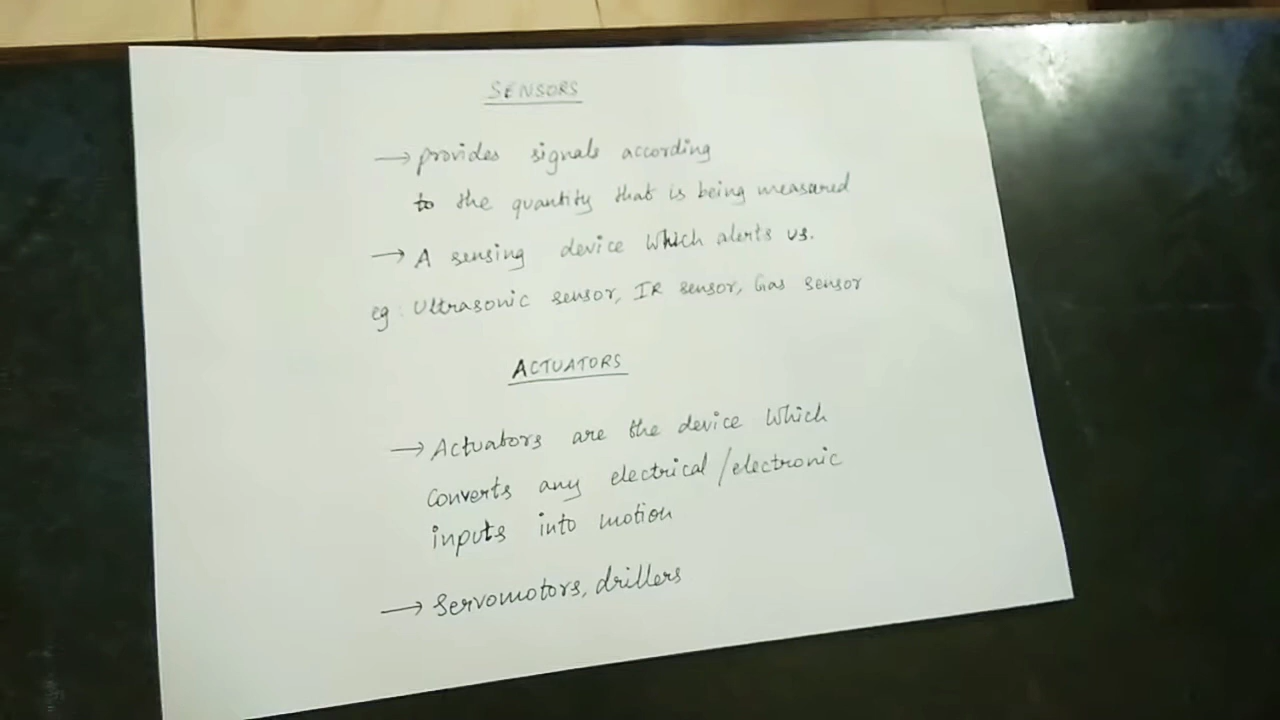 SENSORS
→ provides signals according
to the quantity that is being measured
→ A sensing device which alerts us.
eg: Ultrasonic sensor, IR sensor, Gas sensor
ACTUATORS
→ Actuators are the device which
converts any electrical/electronic
inputs into motion
→ Servomotors, drillers